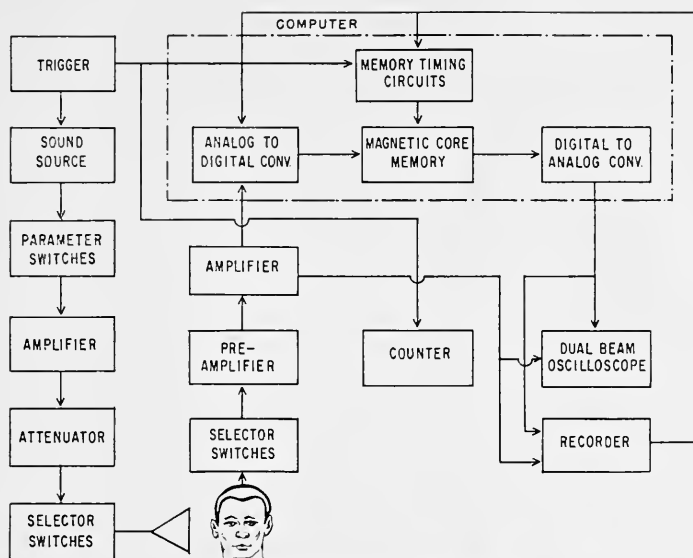 COMPUTER
TRIGGER
MEMORY TIMING
CIRCUITS
SOUND
SOURCE
ANALOG TO
DIGITAL CONV.
MAGNETIC CORE
MEMORY
DIGITAL TO
ANALOG CONV.
PARAMETER
SWITCHES
AMPLIFIER
AMPLIFIER
PRE-
AMPLIFIER
COUNTER
DUAL BEAM
OSCILLOSCOPE
ATTENUATOR
SELECTOR
SWITCHES
RECORDER
SELECTOR
SWITCHES